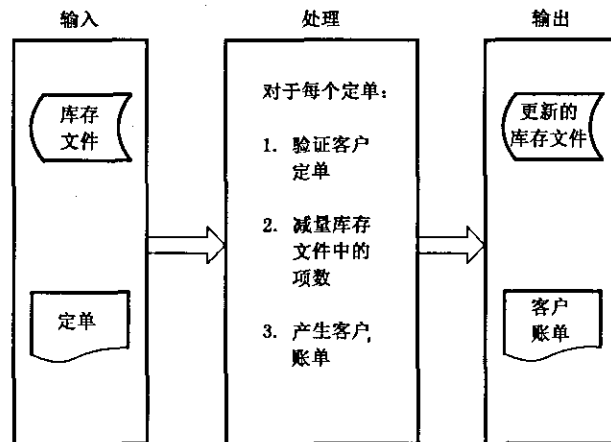 输入
处理
输出
库存
文件
定单
对于每个定单：
1. 验证客户
定单
2. 减量库存
文件中的
项数
3. 产生客户
账单
更新的
库存文件
客户
账单